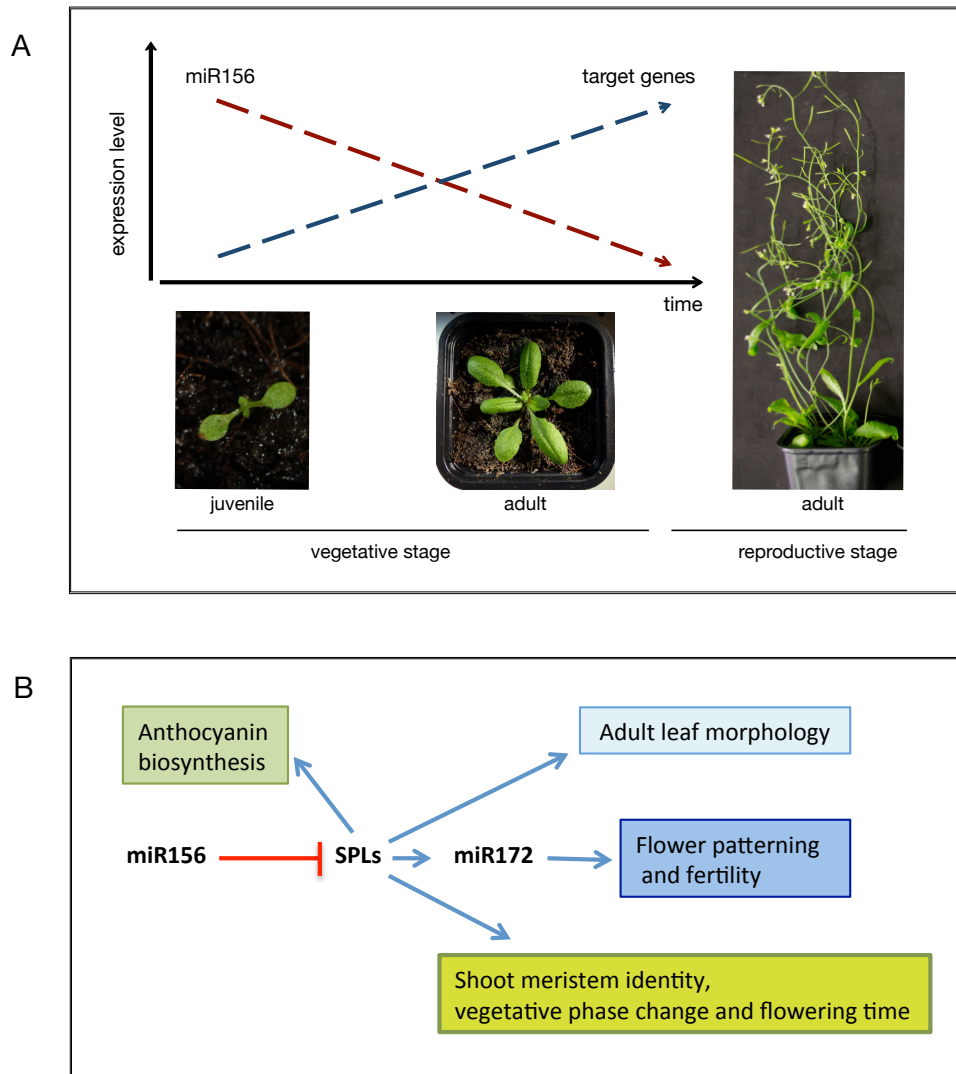 A
miR156
target genes
expression level
time
juvenile
adult
adult
vegetative stage
reproductive stage
B
Anthocyanin
biosynthesis
Adult leaf morphology
miR156
SPLs
miR172
Flower patterning
and fertility
Shoot meristem identity,
vegetative phase change and flowering time